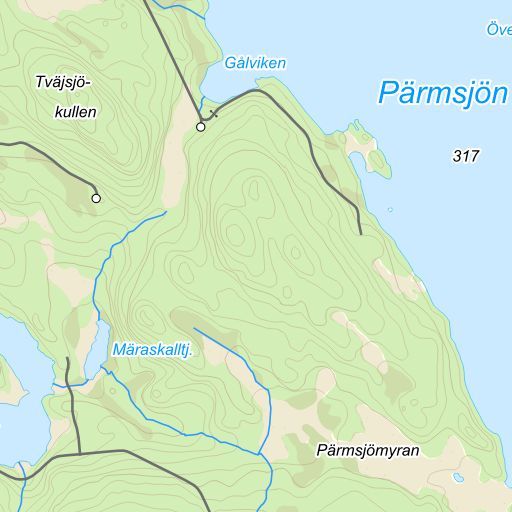 Öve
Gålviken
Tväjsjö-
kullen
Pärmsjön
317
Märaskalltj.
Pärmsjömyran